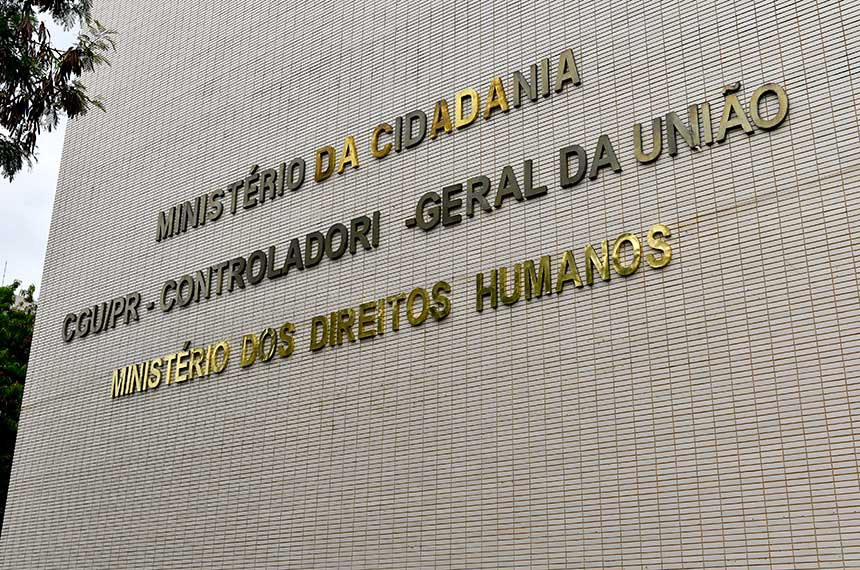 MINISTÉRIO DA CIDADANIA
CGU/PR - CONTROLADORI -GERAL DA UNIÃO
MINISTÉRIO DOS DIREITOS HUMANOS